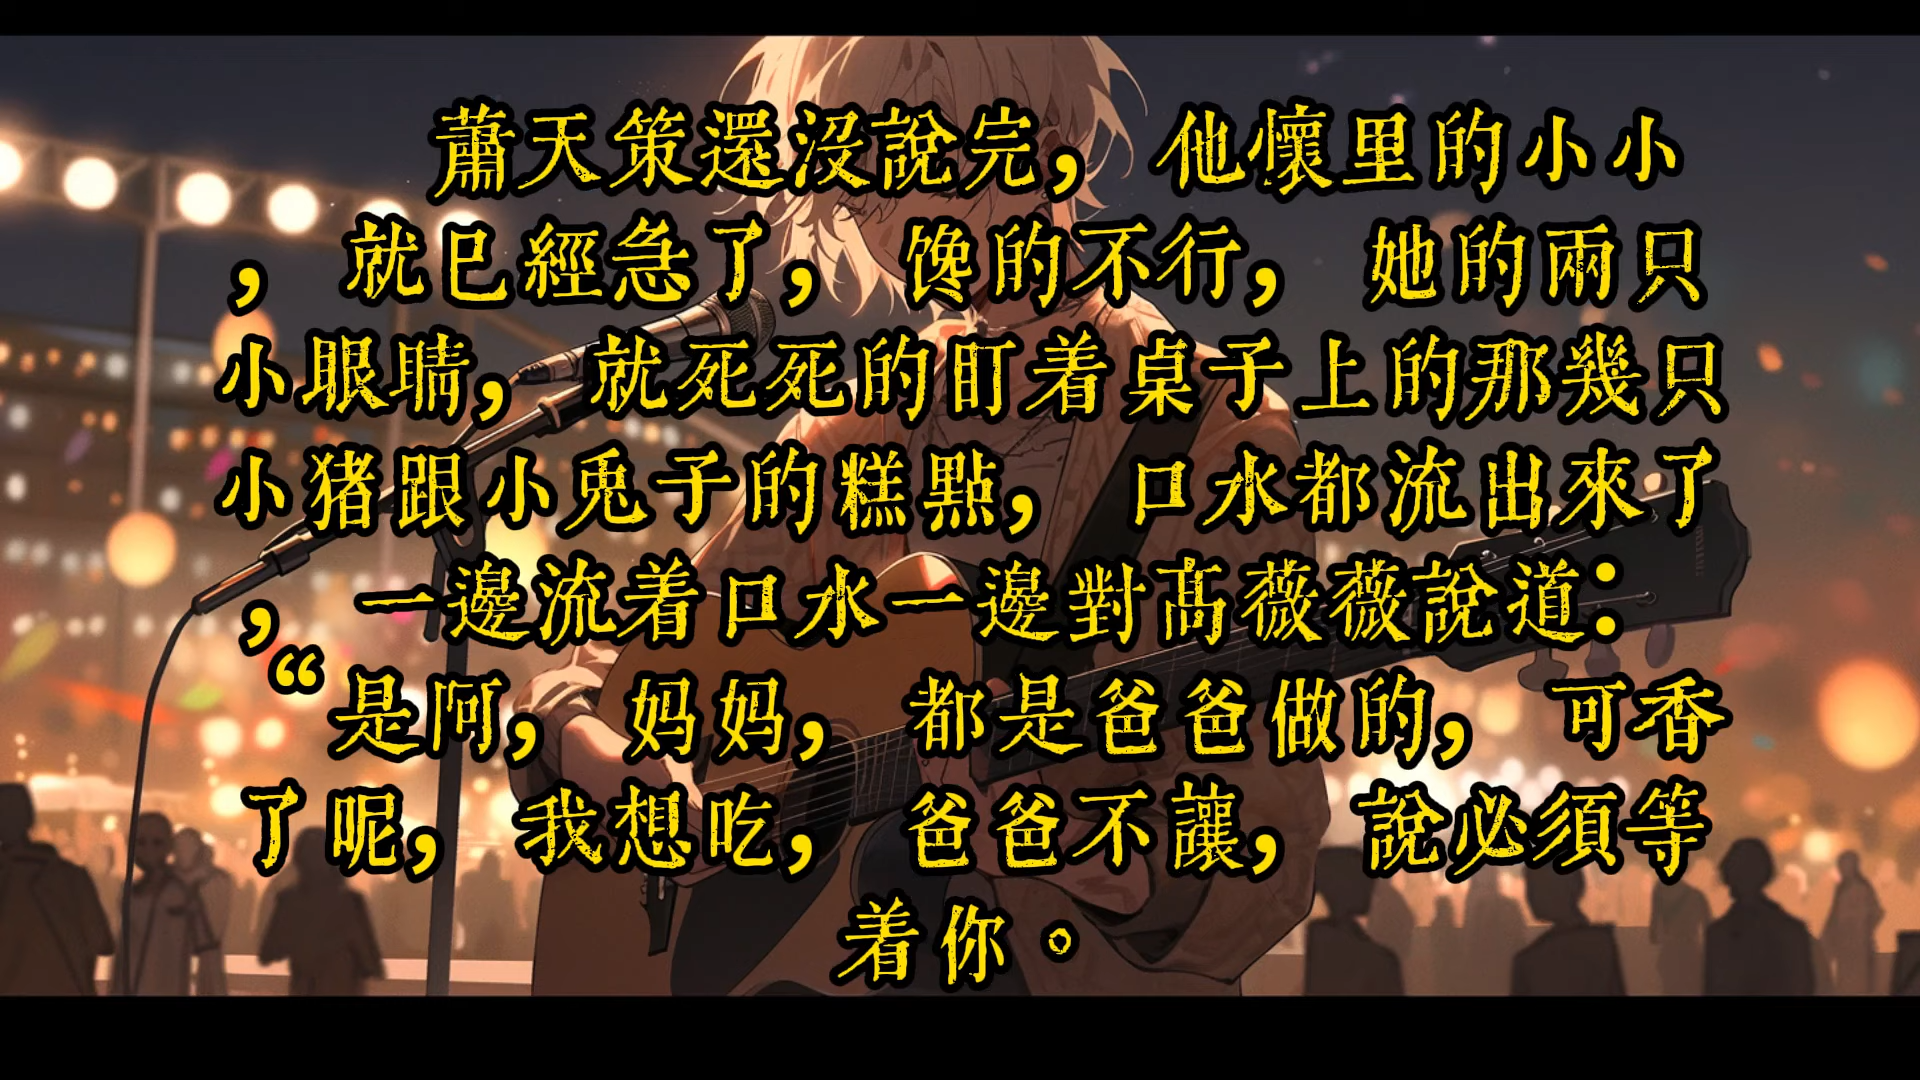 蕭天策還沒說完， 他懷里的小小
， 就已經急了， 馋的不行， 她的兩只
小眼睛， 就死死的盯着桌子上的那幾只
小猪跟小兎子的糕點， 口水都流出來了
， 一邊流着口水一邊對髙薇薇說道：
“是阿， 妈妈， 都是爸爸做的， 可香
了呢， 我想吃， 爸爸不讓， 說必須等
着你。